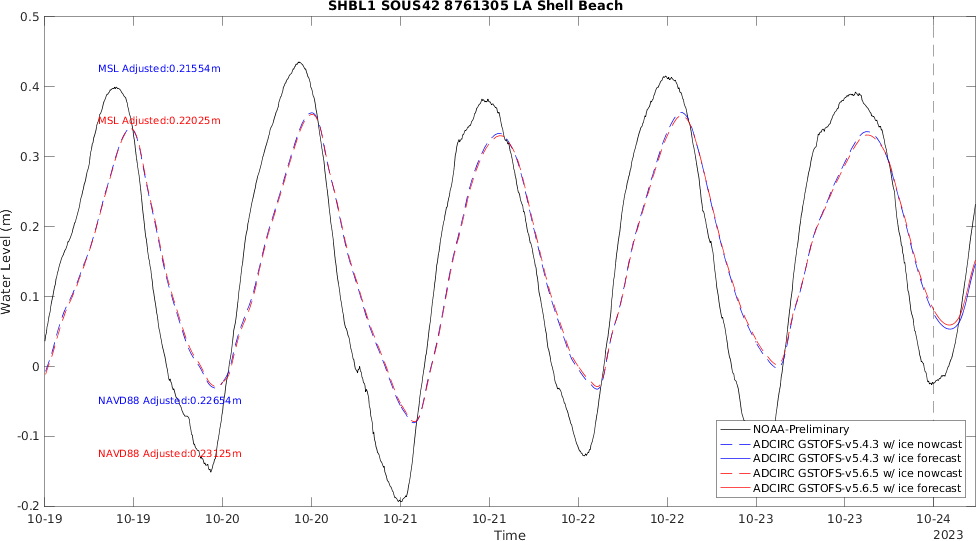 SHBL1 SOUS42 8761305 LA Shell Beach
0.5
0.4
0.3
0.2
0.1
0
-0.1
-0.2
Water Level (m)
MSL Adjusted:0.21554m
MSL Adjusted:0.22025m
NAVD88 Adjusted:0.22654m
NAVD88 Adjusted:0.23125m
NOAA-Preliminary
ADCIRC GSTOFS-v5.4.3 w/ ice nowcast
ADCIRC GSTOFS-v5.4.3 w/ ice forecast
ADCIRC GSTOFS-v5.6.5 w/ ice nowcast
ADCIRC GSTOFS-v5.6.5 w/ ice forecast
10-19 10-19 10-20 10-20 10-21 10-21 10-22 10-22 10-23 10-23 10-24
Time 2023